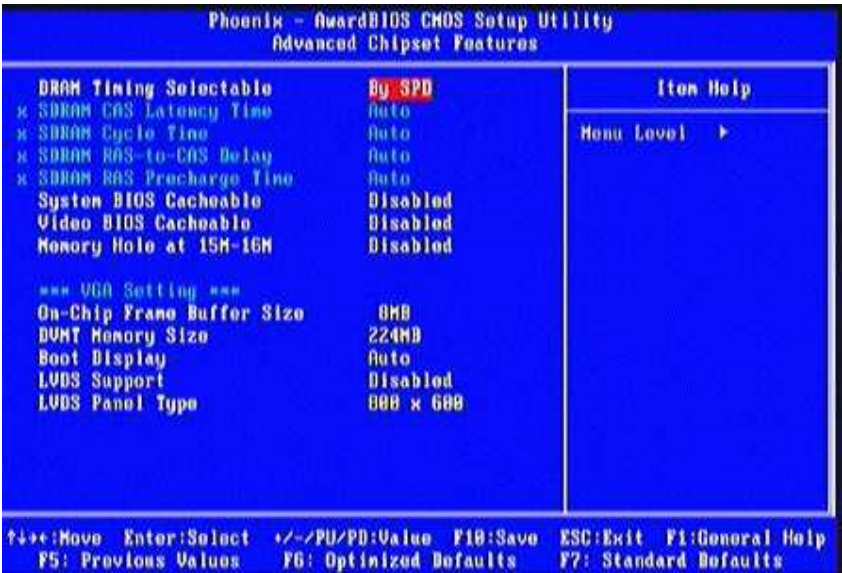 Phoenix - AwardBIOS CMOS Setup Utility
Advanced Chipset Features
DRAM Timing Selectable By SPD
x SDRAM CAS Latency Time Auto
x SDRAM Cycle Time Auto
x SDRAM RAS-to-CAS Delay Auto
x SDRAM RAS Precharge Time Auto
System BIOS Cacheable Disabled
Video BIOS Cacheable Disabled
Memory Hole at 15M-16M Disabled
=== VGA Setting ===
On-Chip Frame Buffer Size 8MB
DVMT Memory Size 224MB
Boot Display Auto
LVDS Support Disabled
LVDS Panel Type 800 x 600
Item Help
Menu Level ▶
↑↓→←:Move Enter:Select +/-/PU/PD:Value F10:Save ESC:Exit F1:General Help
F5: Previous Values F6: Optimized Defaults F7: Standard Defaults